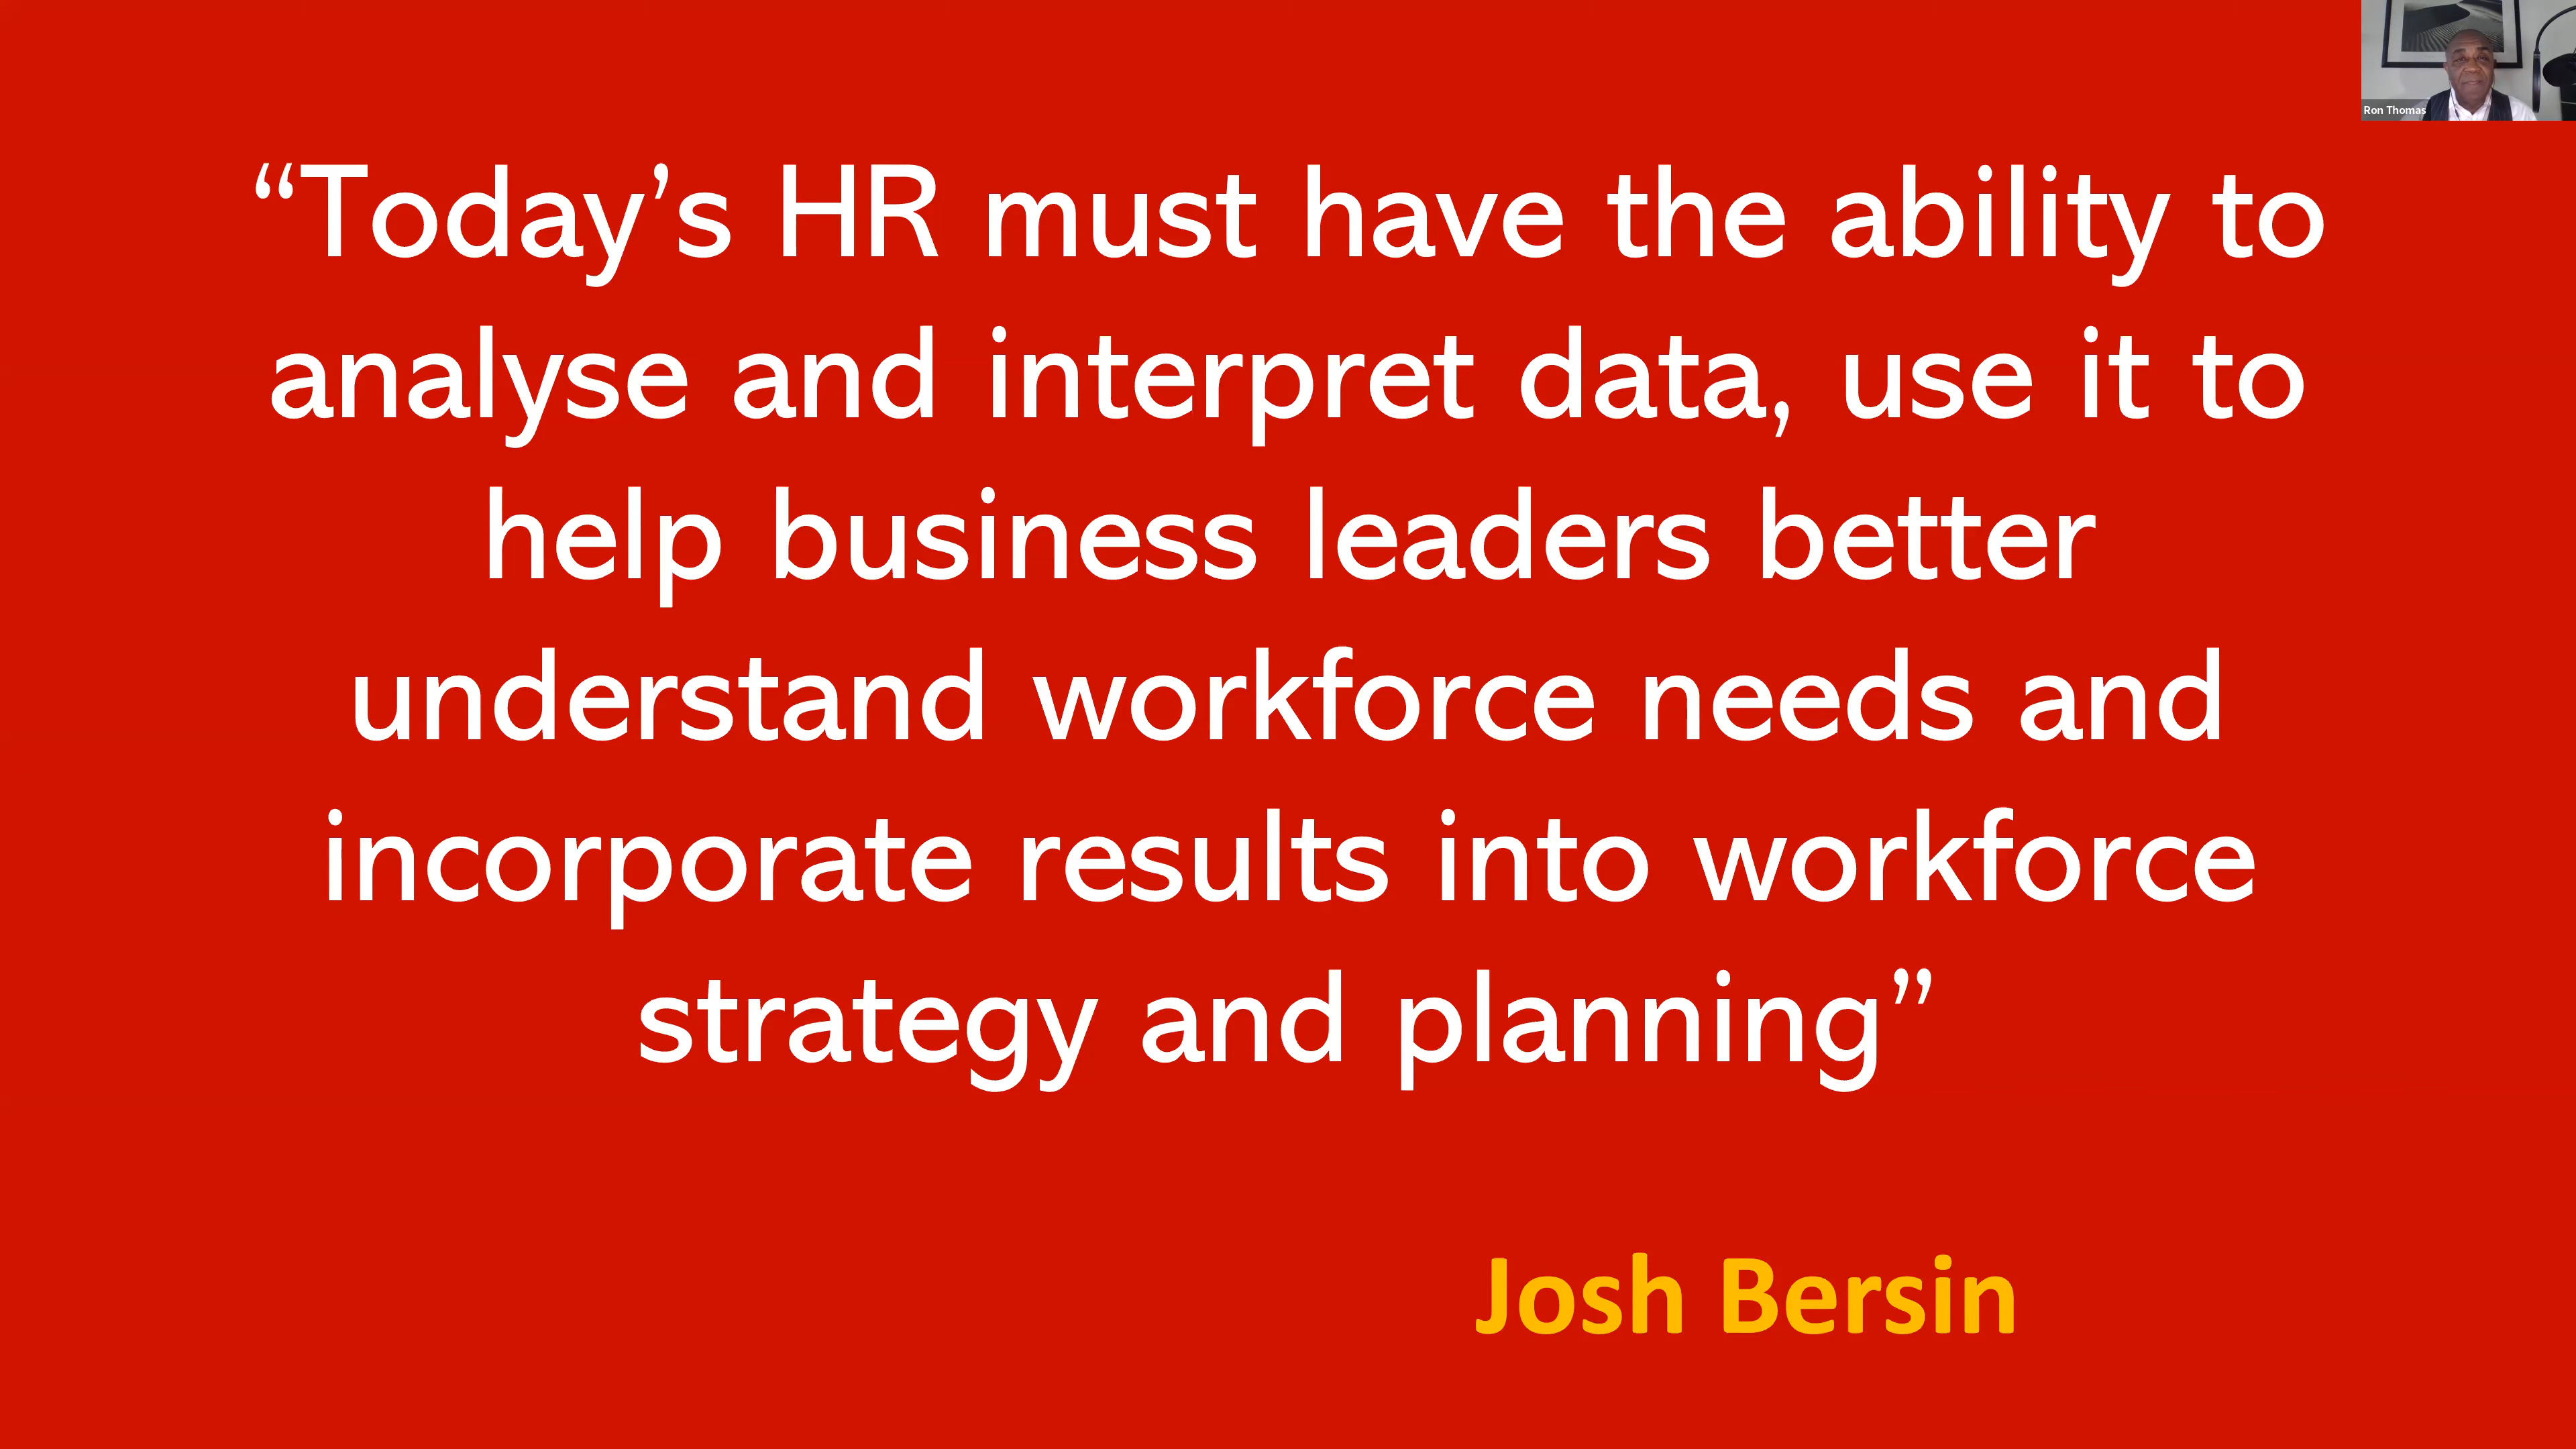 Ron Thomas
“Today’s HR must have the ability to
analyse and interpret data, use it to
help business leaders better
understand workforce needs and
incorporate results into workforce
strategy and planning”
Josh Bersin